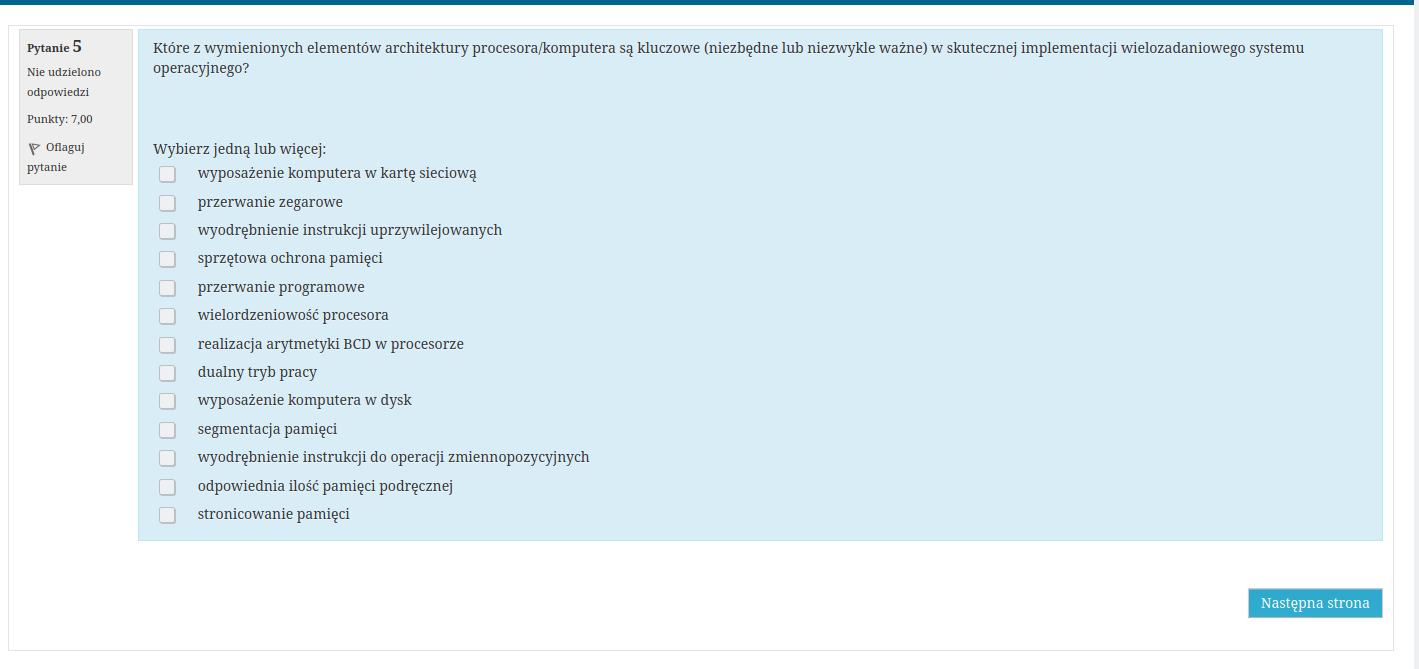 Pytanie 5
Nie udzielono
odpowiedzi
Punkty: 7,00
Oflaguj
pytanie
Które z wymienionych elementów architektury procesora/komputera są kluczowe (niezbędne lub niezwykle ważne) w skutecznej implementacji wielozadaniowego systemu
operacyjnego?
Wybierz jedną lub więcej:
wyposażenie komputera w kartę sieciową
przerwanie zegarowe
wyodrębnienie instrukcji uprzywilejowanych
sprzętowa ochrona pamięci
przerwanie programowe
wielordzeniowość procesora
realizacja arytmetyki BCD w procesorze
dualny tryb pracy
wyposażenie komputera w dysk
segmentacja pamięci
wyodrębnienie instrukcji do operacji zmiennopozycyjnych
odpowiednia ilość pamięci podręcznej
stronicowanie pamięci
Następna strona